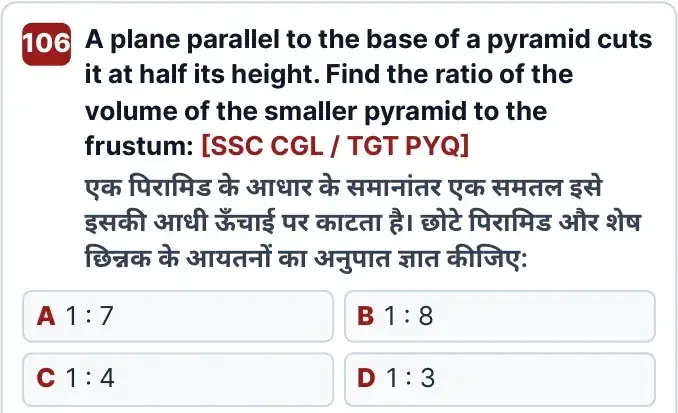 106 A plane parallel to the base of a pyramid cuts
it at half its height. Find the ratio of the
volume of the smaller pyramid to the
frustum: [SSC CGL / TGT PYQ]
एक पिरामिड के आधार के समानांतर एक समतल इसे
इसकी आधी ऊँचाई पर काटता है। छोटे पिरामिड और शेष
छिन्नक के आयतनों का अनुपात ज्ञात कीजिए:
A 1 : 7
B 1 : 8
C 1 : 4
D 1 : 3